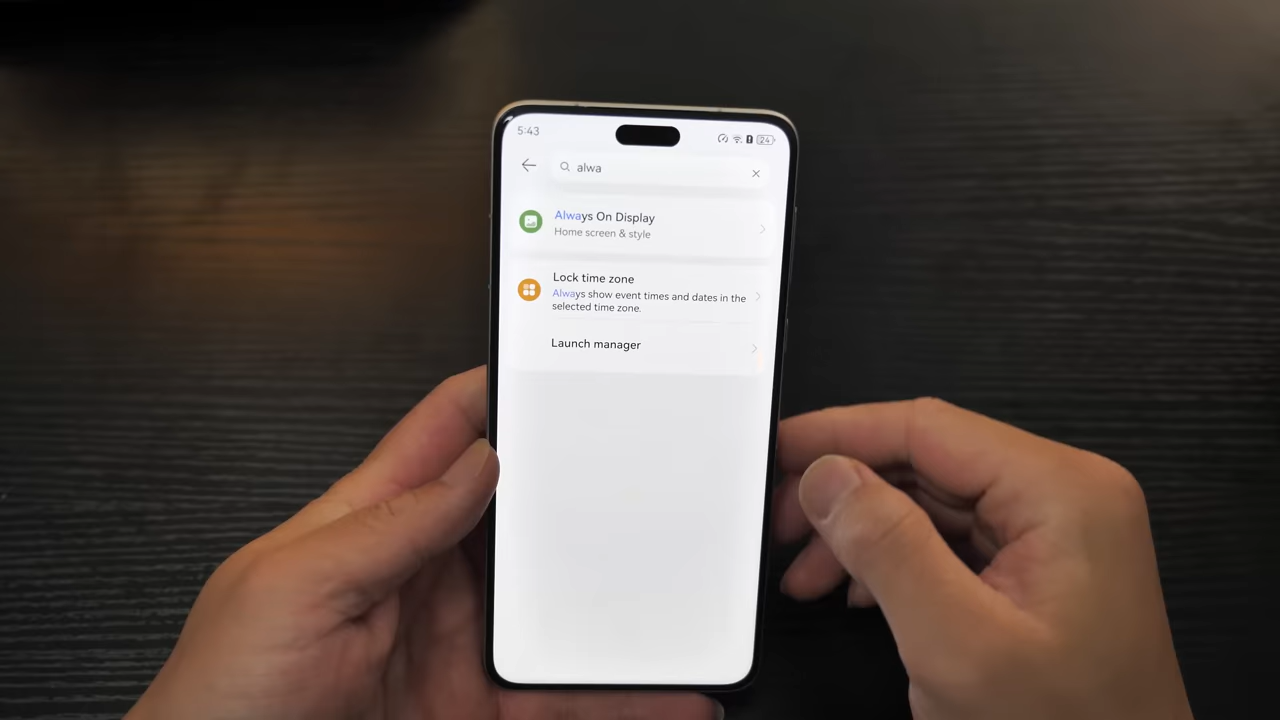 5:43
24
alwa
Always On Display
Home screen & style
Lock time zone
Always show event times and dates in the
selected time zone.
Launch manager